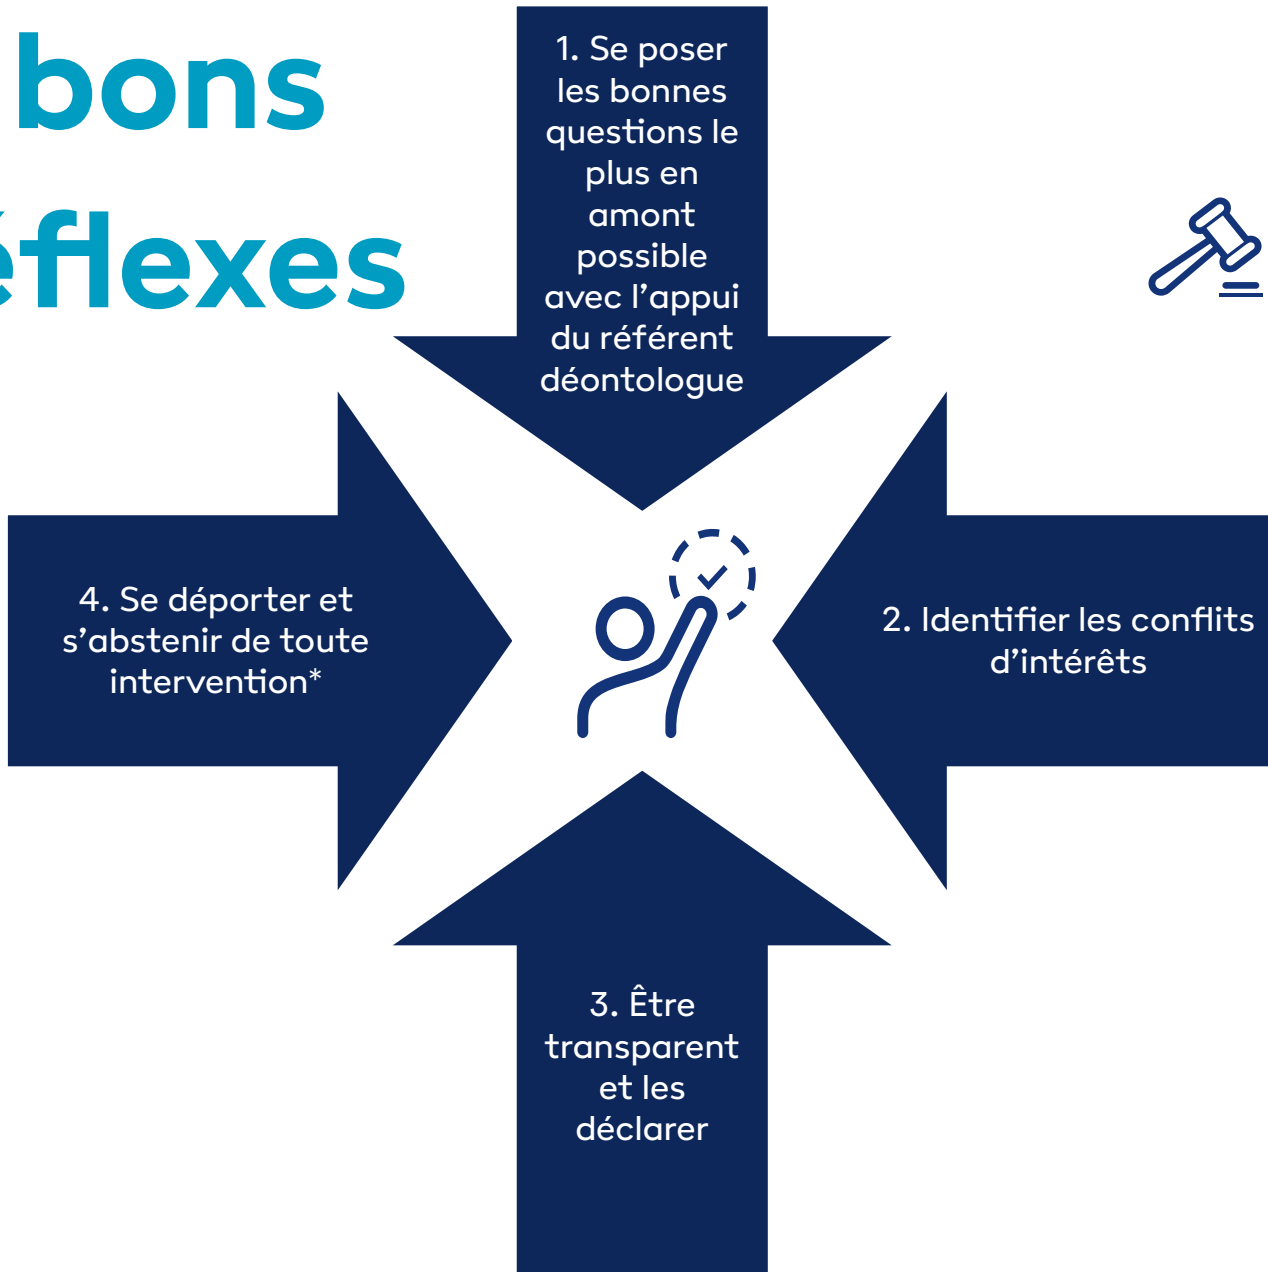 bons
éflexes
1. Se poser
les bonnes
questions le
plus en
amont
possible
avec l’appui
du référent
déontologue
2. Identifier les conflits
d’intérêts
3. Être
transparent
et les
déclarer
4. Se déporter et
s’abstenir de toute
intervention*